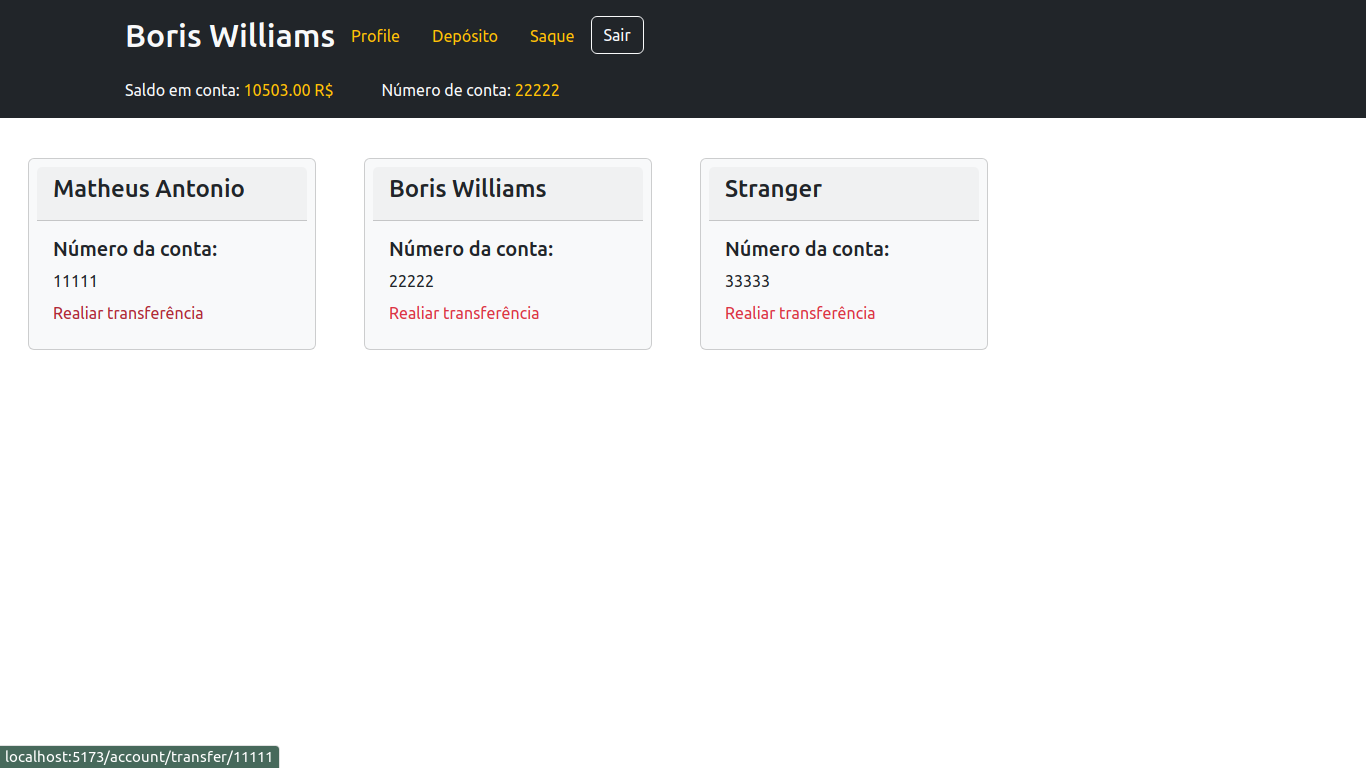 Boris Williams Profile Depósito Saque Sair
Saldo em conta: 10503.00 R$ Número de conta: 22222
Matheus Antonio
Número da conta:
11111
Realiar transferência
Boris Williams
Número da conta:
22222
Realiar transferência
Stranger
Número da conta:
33333
Realiar transferência
localhost:5173/account/transfer/11111